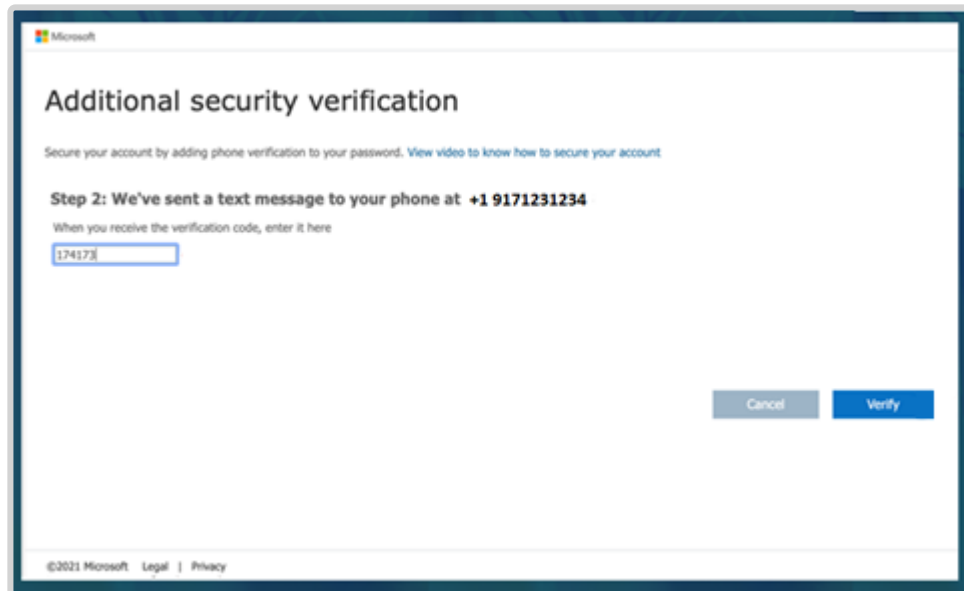 Microsoft
Additional security verification
Secure your account by adding phone verification to your password. View video to know how to secure your account
Step 2: We've sent a text message to your phone at +1 9171231234
When you receive the verification code, enter it here
174173
Cancel Verify
©2021 Microsoft Legal | Privacy